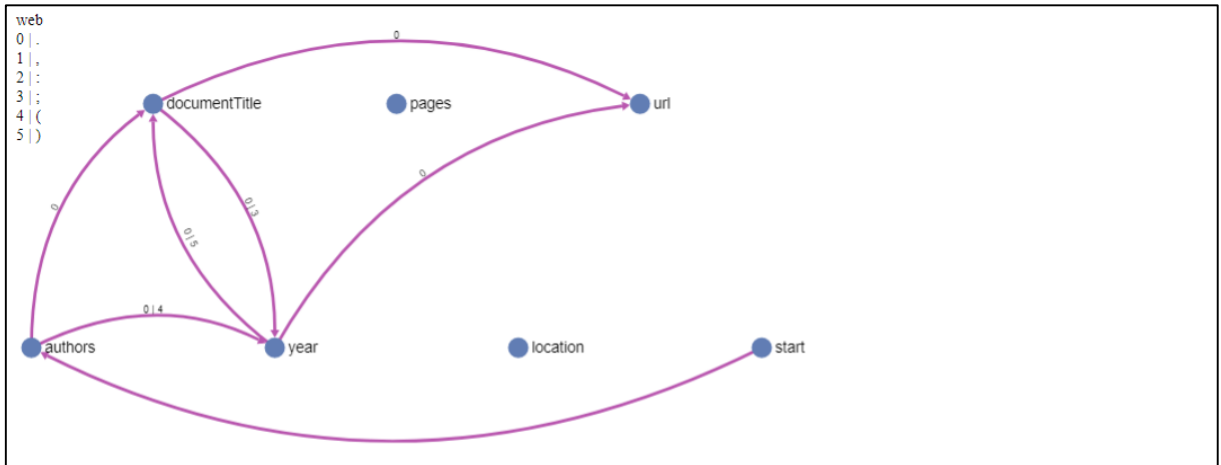 web
0 | .
1 | ,
2 | :
3 | ;
4 | (
5 | )
0
documentTitle
pages
url
0
0
0 | 3
0 | 5
0 | 4
authors
year
location
start